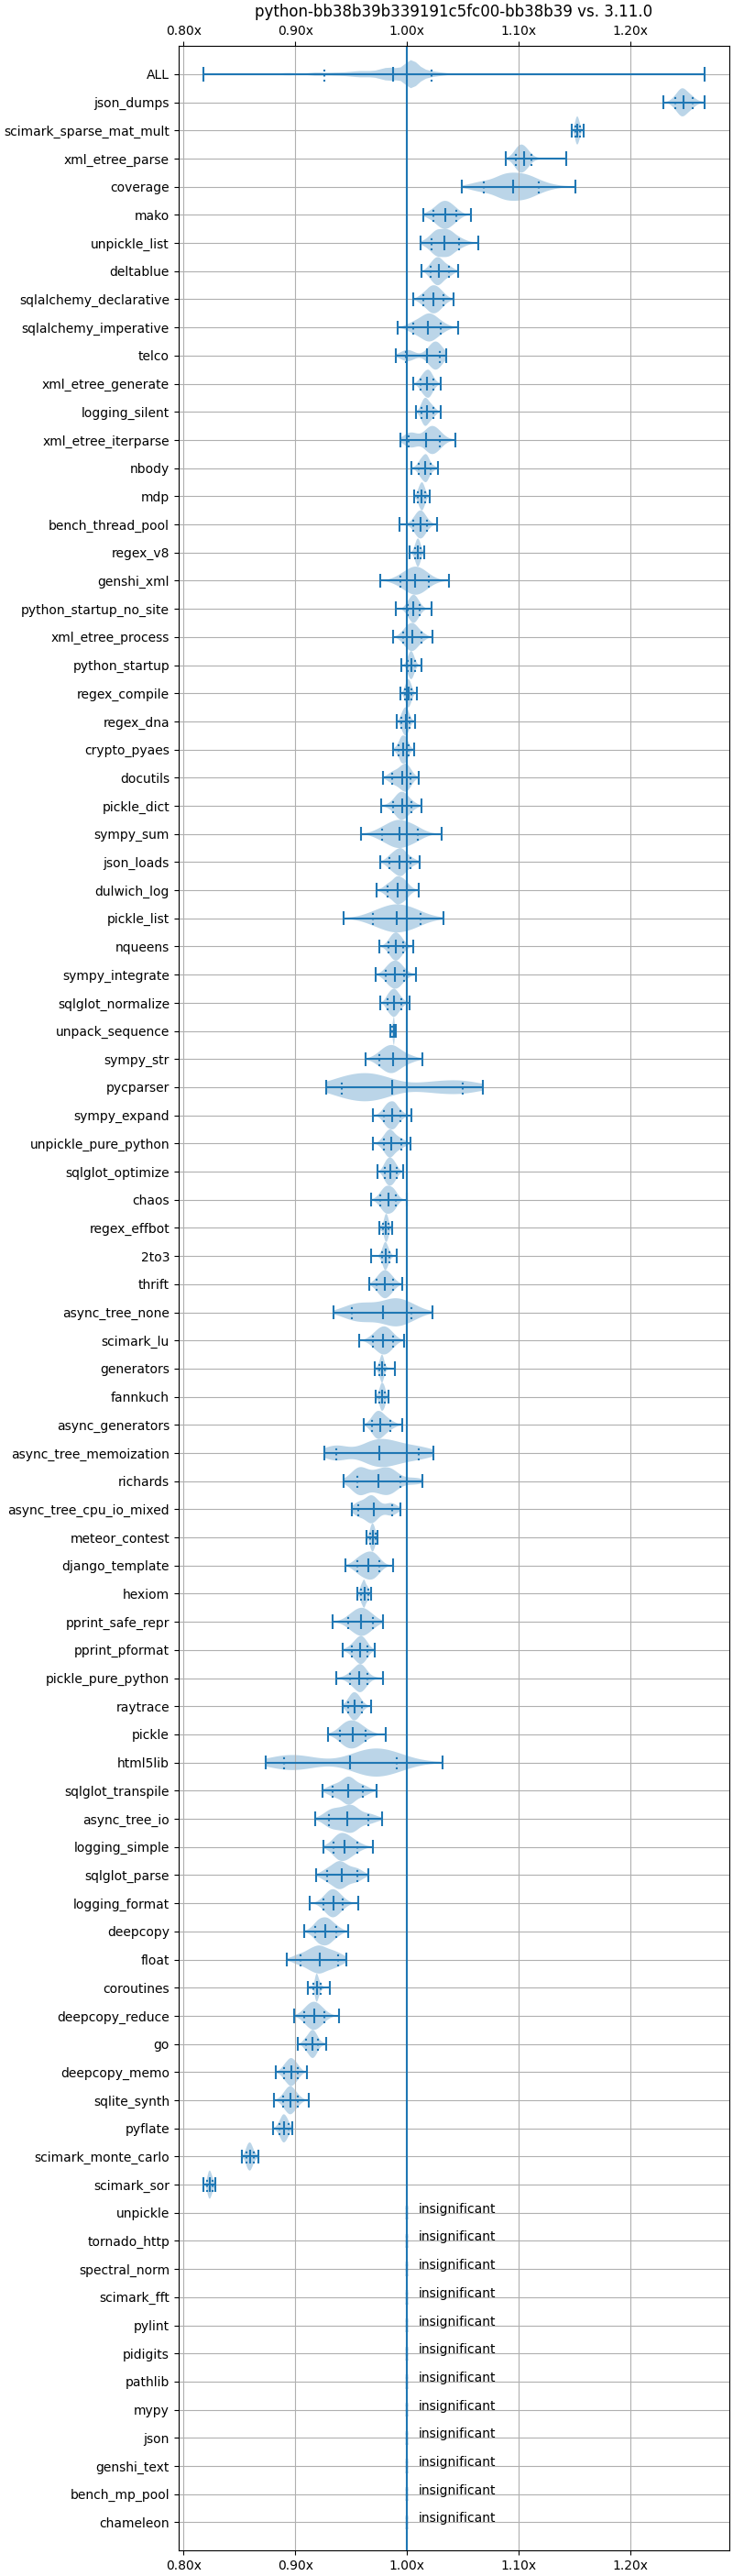 python-bb38b39b339191c5fc00-bb38b39 vs. 3.11.0
0.80x 0.90x 1.00x 1.10x 1.20x
ALL
json_dumps
scimark_sparse_mat_mult
xml_etree_parse
coverage
mako
unpickle_list
deltablue
sqlalchemy_declarative
sqlalchemy_imperative
telco
xml_etree_generate
logging_silent
xml_etree_iterparse
nbody
mdp
bench_thread_pool
regex_v8
genshi_xml
python_startup_no_site
xml_etree_process
python_startup
regex_compile
regex_dna
crypto_pyaes
docutils
pickle_dict
sympy_sum
json_loads
dulwich_log
pickle_list
nqueens
sympy_integrate
sqlglot_normalize
unpack_sequence
sympy_str
pycparser
sympy_expand
unpickle_pure_python
sqlglot_optimize
chaos
regex_effbot
2to3
thrift
async_tree_none
scimark_lu
generators
fannkuch
async_generators
async_tree_memoization
richards
async_tree_cpu_io_mixed
meteor_contest
django_template
hexiom
pprint_safe_repr
pprint_pformat
pickle_pure_python
raytrace
pickle
html5lib
sqlglot_transpile
async_tree_io
logging_simple
sqlglot_parse
logging_format
deepcopy
float
coroutines
deepcopy_reduce
go
deepcopy_memo
sqlite_synth
pyflate
scimark_monte_carlo
scimark_sor
unpickle insignificant
tornado_http insignificant
spectral_norm insignificant
scimark_fft insignificant
pylint insignificant
pidigits insignificant
pathlib insignificant
mypy insignificant
json insignificant
genshi_text insignificant
bench_mp_pool insignificant
chameleon insignificant
0.80x 0.90x 1.00x 1.10x 1.20x